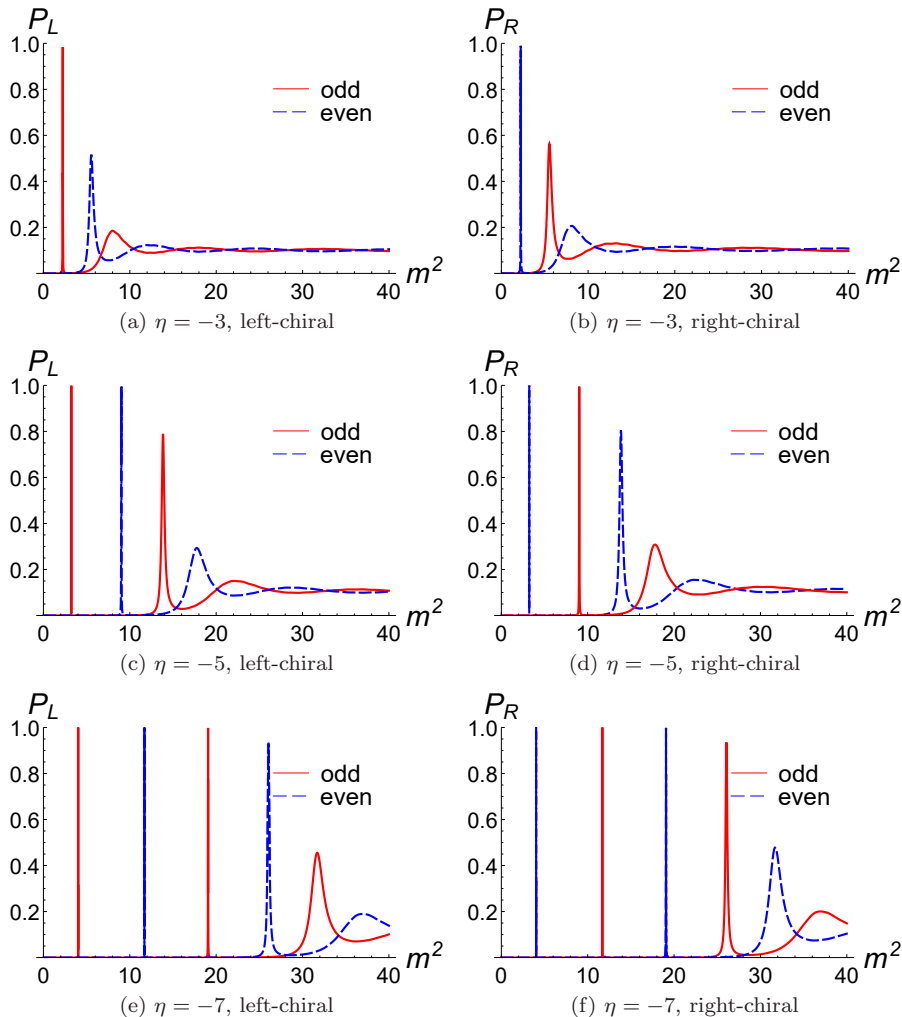 P_L
1.0
0.8
0.6
0.4
0.2
0 10 20 30 40 m²
odd
even
(a) η = −3, left-chiral
P_R
1.0
0.8
0.6
0.4
0.2
0 10 20 30 40 m²
odd
even
(b) η = −3, right-chiral
P_L
1.0
0.8
0.6
0.4
0.2
0 10 20 30 40 m²
odd
even
(c) η = −5, left-chiral
P_R
1.0
0.8
0.6
0.4
0.2
0 10 20 30 40 m²
odd
even
(d) η = −5, right-chiral
P_L
1.0
0.8
0.6
0.4
0.2
0 10 20 30 40 m²
odd
even
(e) η = −7, left-chiral
P_R
1.0
0.8
0.6
0.4
0.2
0 10 20 30 40 m²
odd
even
(f) η = −7, right-chiral